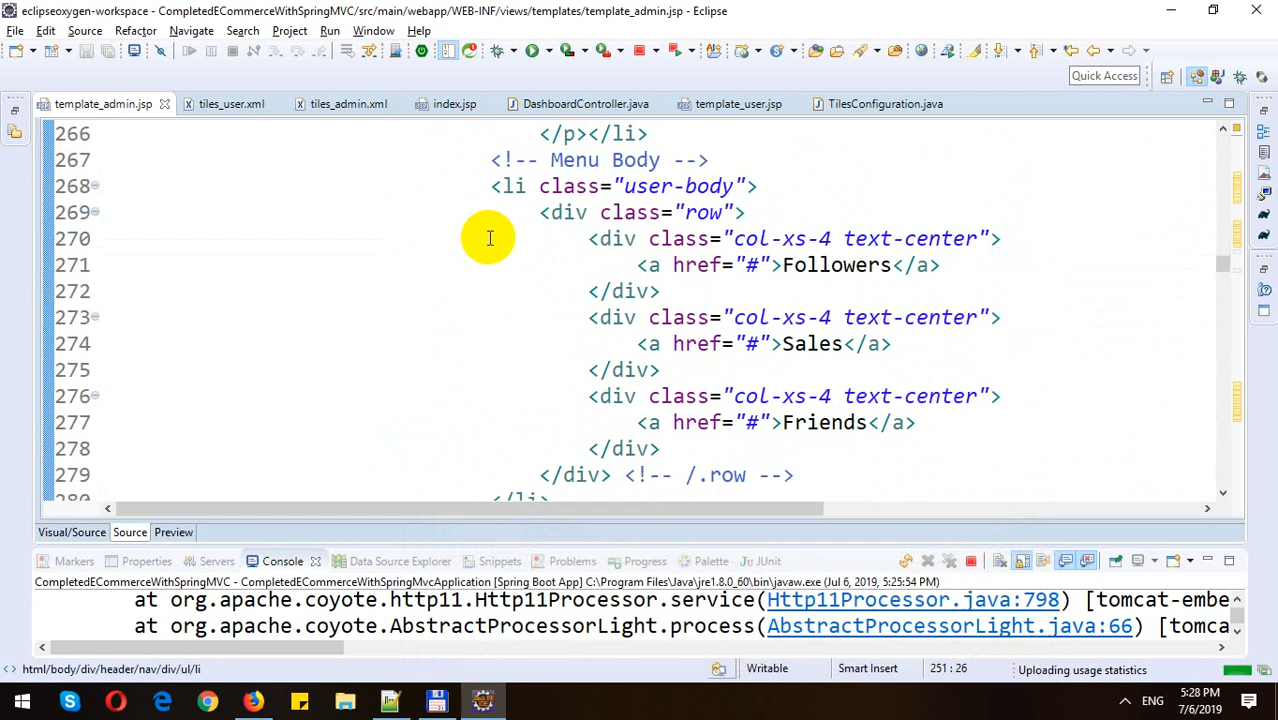 eclipseoxygen-workspace - CompletedECommerceWithSpringMVC/src/main/webapp/WEB-INF/views/templates/template_admin.jsp - Eclipse
File Edit Source Refactor Navigate Search Project Run Window Help
Quick Access
template_admin.jsp tiles_user.xml tiles_admin.xml index.jsp DashboardController.java template_user.jsp TilesConfiguration.java
266 </p></li>
267 <!-- Menu Body -->
268 <li class="user-body">
269 <div class="row">
270 <div class="col-xs-4 text-center">
271 <a href="#">Followers</a>
272 </div>
273 <div class="col-xs-4 text-center">
274 <a href="#">Sales</a>
275 </div>
276 <div class="col-xs-4 text-center">
277 <a href="#">Friends</a>
278 </div>
279 </div> <!-- /.row -->
280 </li>
Visual/Source Source Preview
Markers Properties Servers Console Data Source Explorer Snippets Problems Progress Palette JUnit
CompletedECommerceWithSpringMVC - CompletedECommerceWithSpringMvcApplication [Spring Boot App] C:\Program Files\Java\jre1.8.0_60\bin\javaw.exe (Jul 6, 2019, 5:25:54 PM)
at org.apache.coyote.http11.Http11Processor.service(Http11Processor.java:798) [tomcat-embe
at org.apache.coyote.AbstractProcessorLight.process(AbstractProcessorLight.java:66) [tomca
html/body/div/header/nav/div/ul/li Writable Smart Insert 251 : 26 Uploading usage statistics
ENG 5:28 PM
7/6/2019